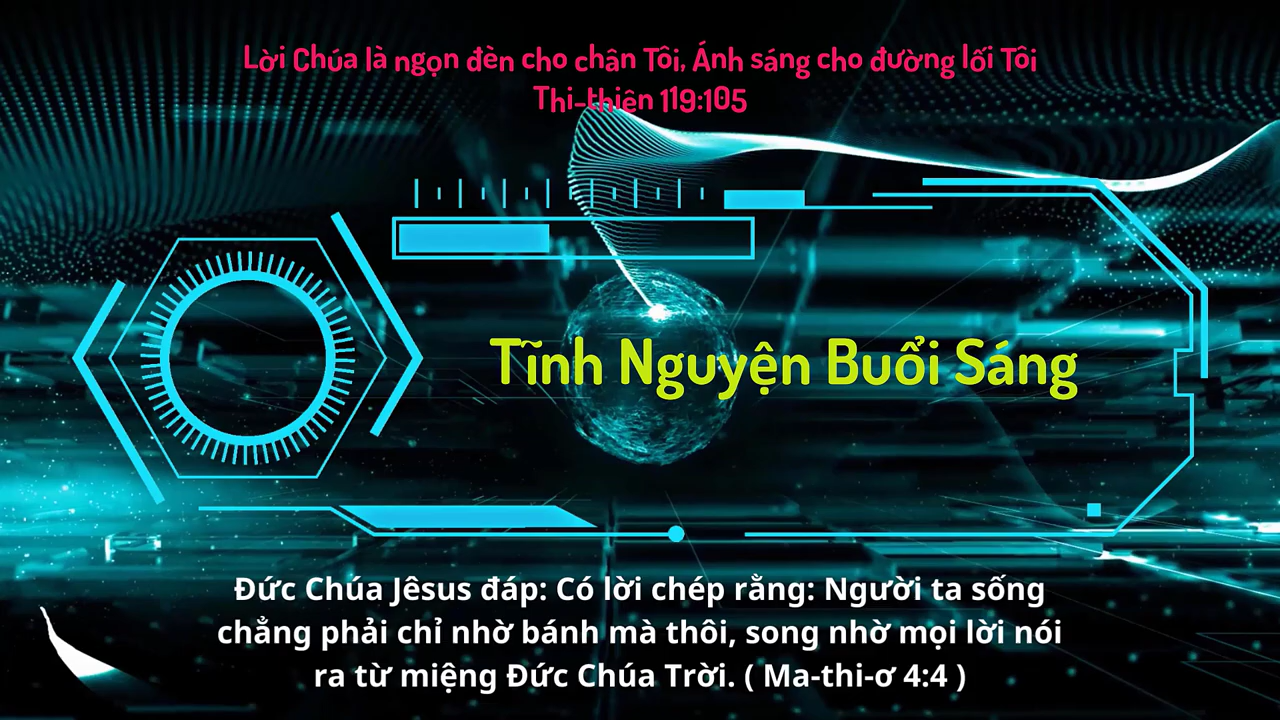 Lời Chúa là ngọn đèn cho chân Tôi, Ánh sáng cho đường lối Tôi
Thi-thiên 119:105
Tĩnh Nguyện Buổi Sáng
Đức Chúa Jêsus đáp: Có lời chép rằng: Người ta sống
chẳng phải chỉ nhờ bánh mà thôi, song nhờ mọi lời nói
ra từ miệng Đức Chúa Trời. ( Ma-thi-ơ 4:4 )